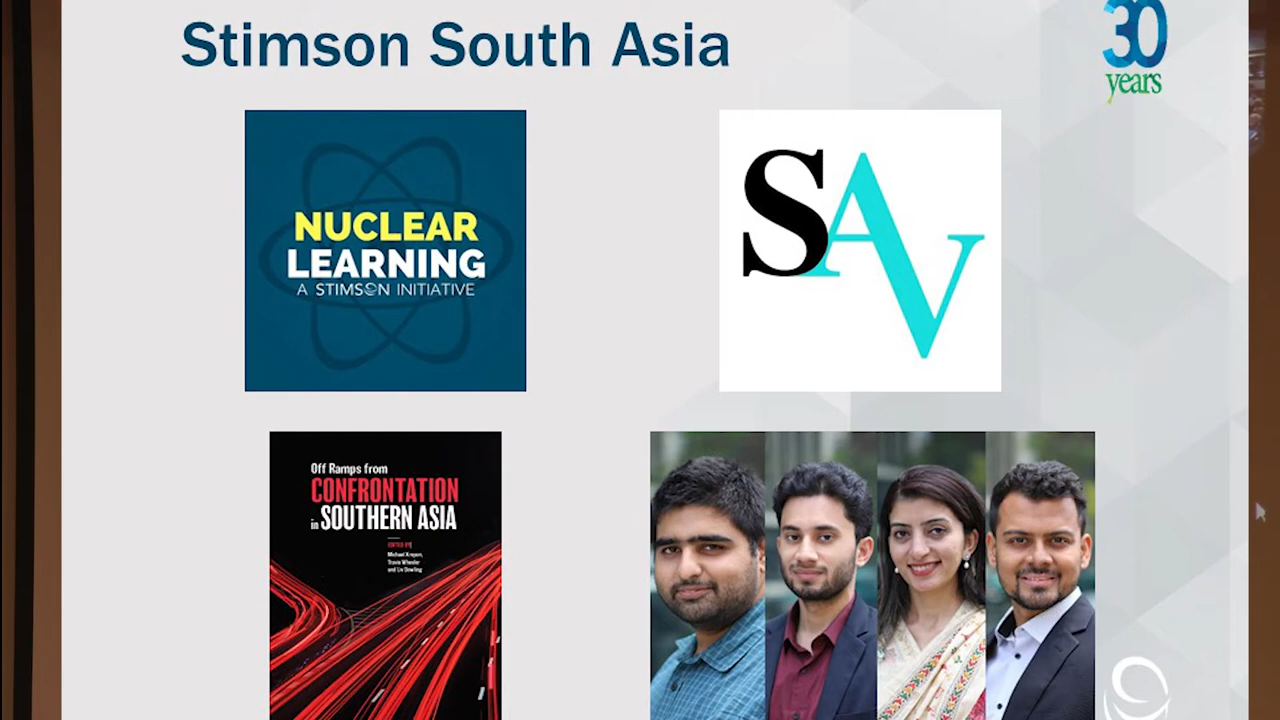 Stimson South Asia
30
years
NUCLEAR
LEARNING
A STIMSON INITIATIVE
SAV
Off Ramps from
CONFRONTATION
in SOUTHERN ASIA
EDITED BY
Michael Krepon,
Travis Wheeler
and Liv Dowling